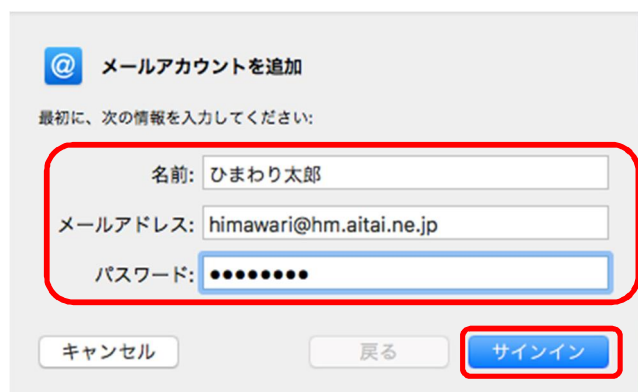 @ メールアカウントを追加
最初に、次の情報を入力してください:
名前: ひまわり太郎
メールアドレス: himawari@hm.aitai.ne.jp
パスワード: ●●●●●●●●
キャンセル 戻る サインイン